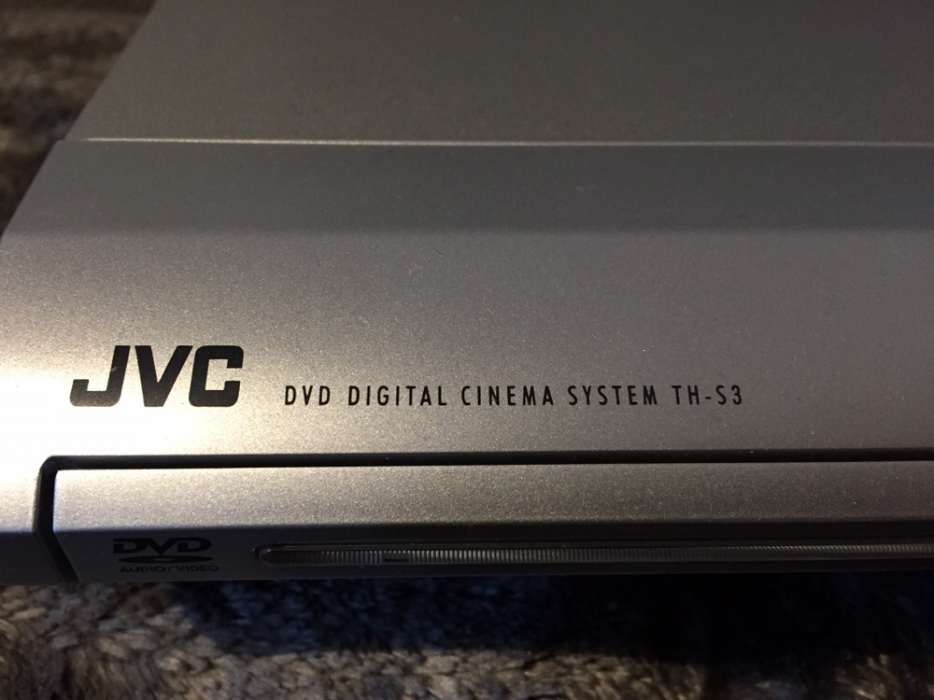 JVC DVD DIGITAL CINEMA SYSTEM TH-S3
DVD
AUDIO/VIDEO